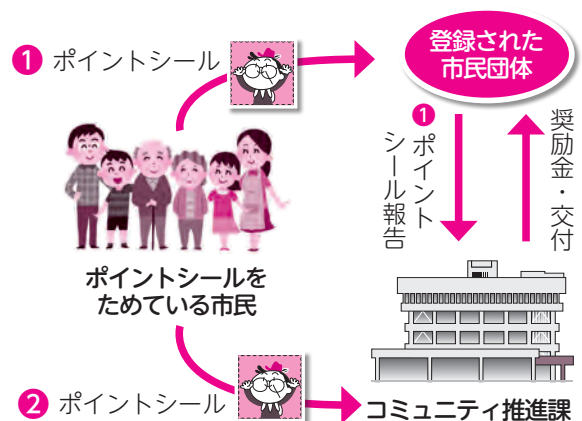 ❶ ポイントシール
登録された
市民団体
❶ポイント
シール報告
奨励金・交付
ポイントシールを
ためている市民
❷ ポイントシール
コミュニティ推進課